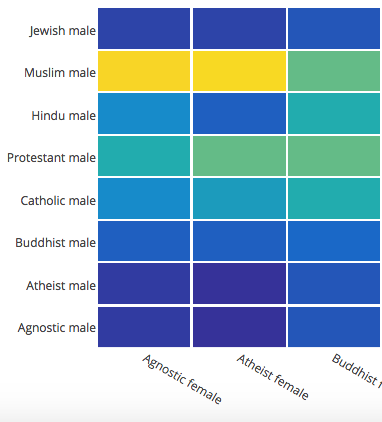 Jewish male
Muslim male
Hindu male
Protestant male
Catholic male
Buddhist male
Atheist male
Agnostic male
Agnostic female
Atheist female
Buddhist